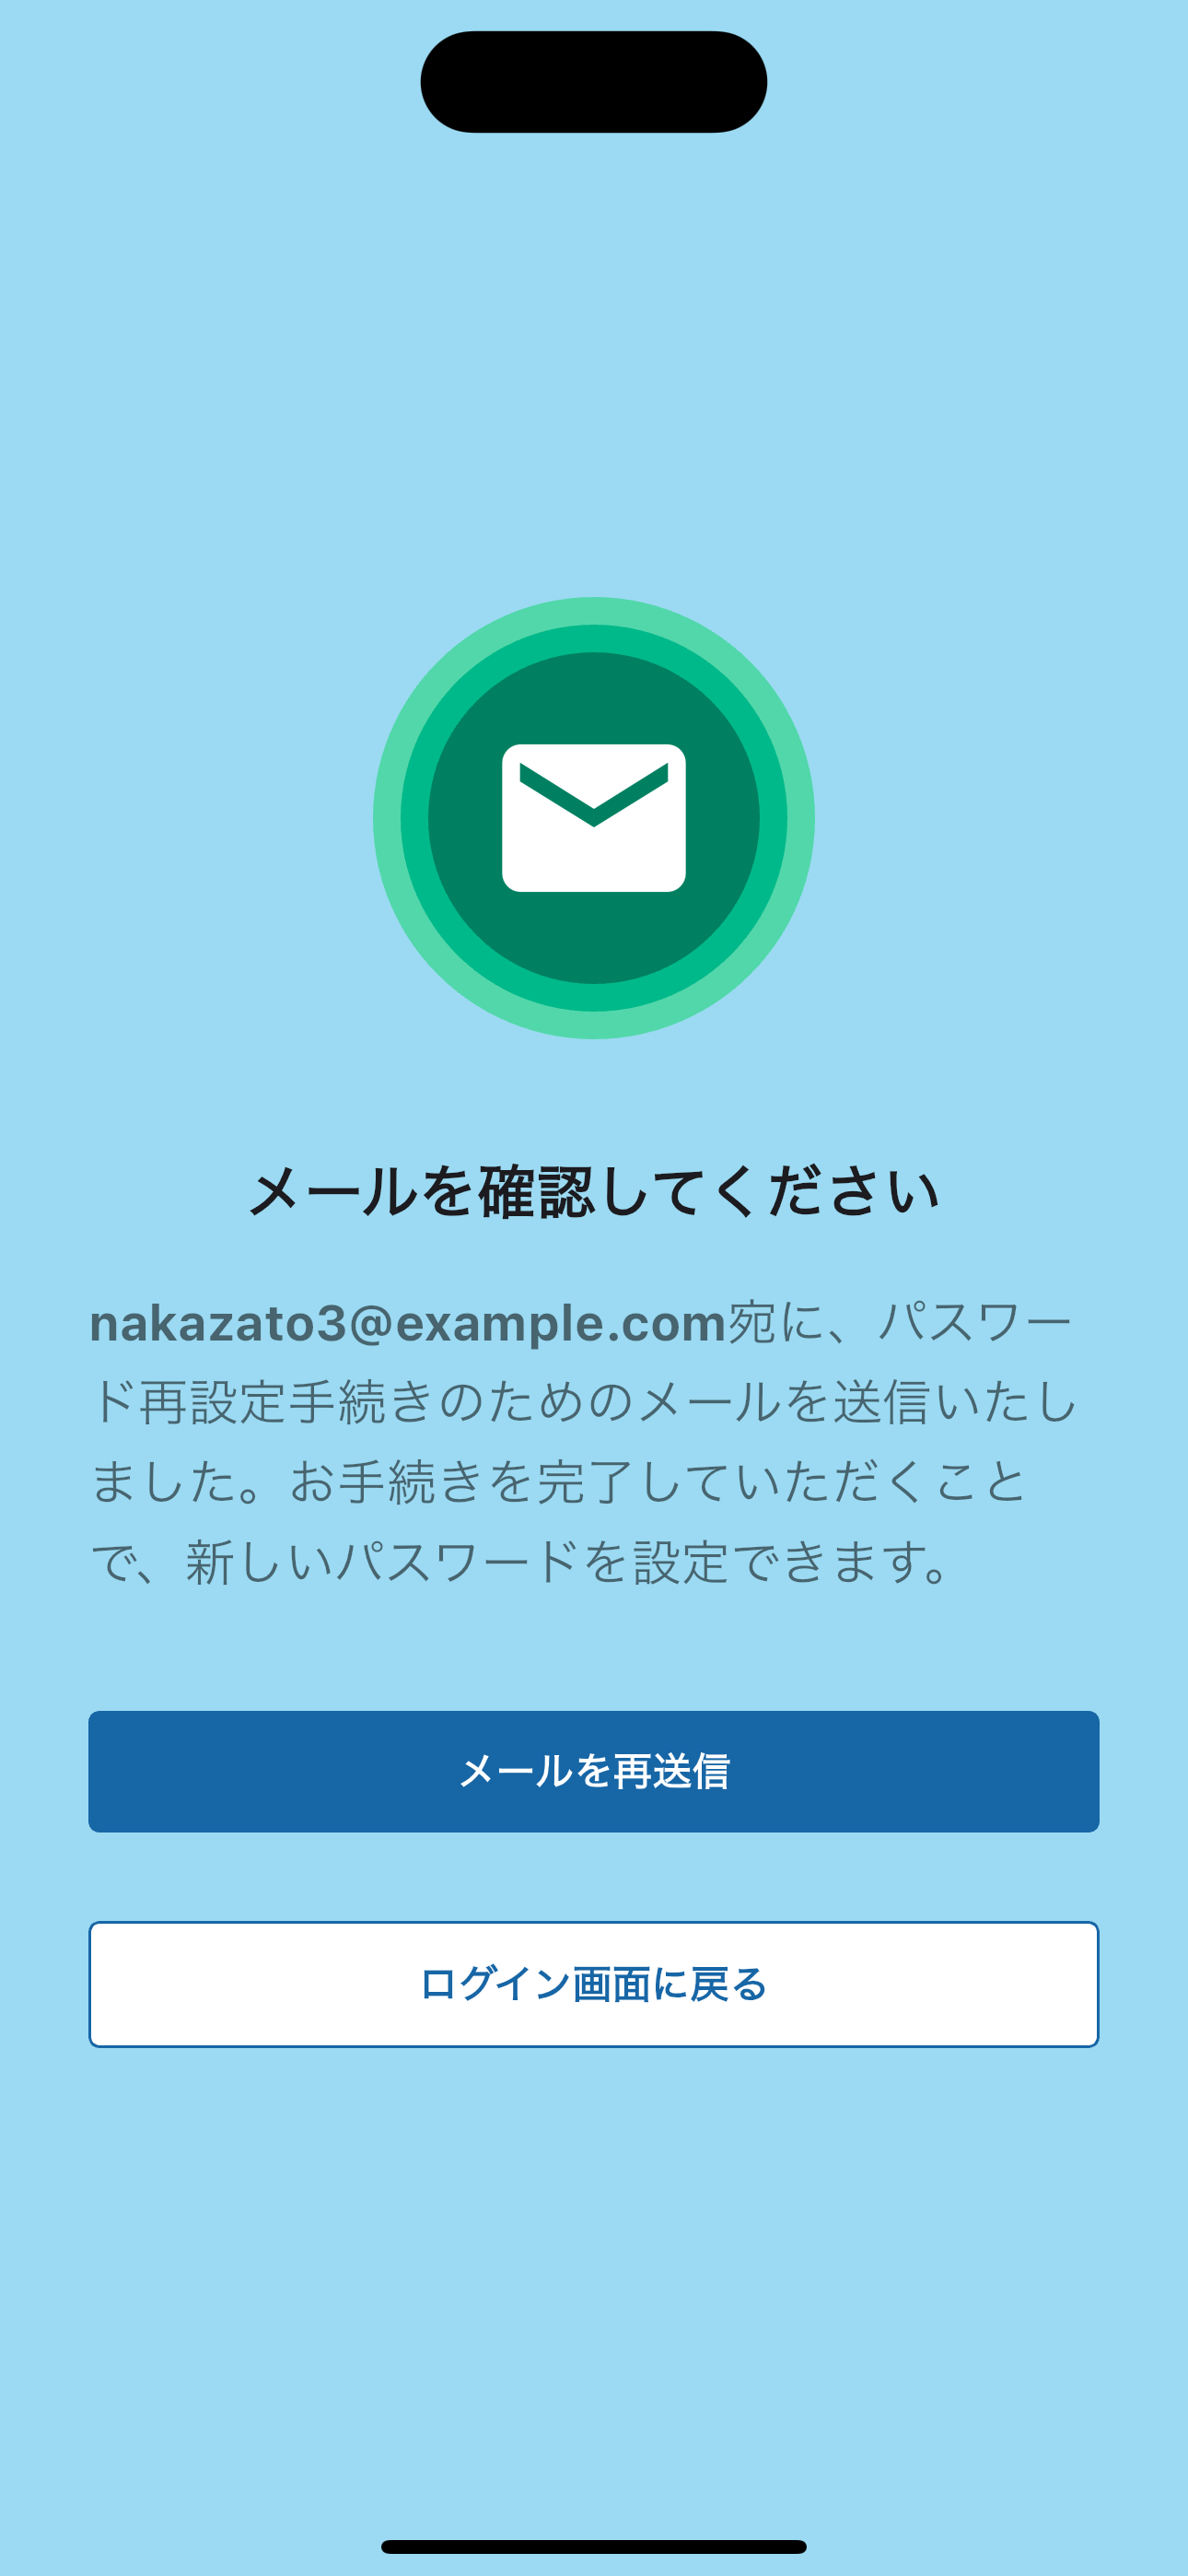 メールを確認してください
nakazato3@example.com宛に、パスワー
ド再設定手続きのためのメールを送信いたし
ました。お手続きを完了していただくこと
で、新しいパスワードを設定できます。
メールを再送信
ログイン画面に戻る